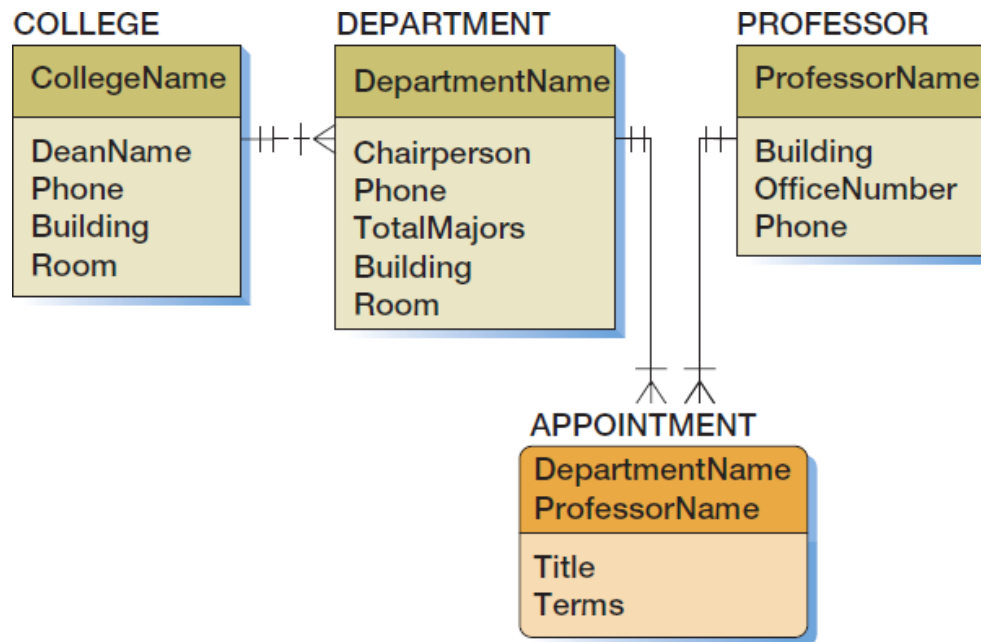 COLLEGE
CollegeName
DeanName
Phone
Building
Room
DEPARTMENT
DepartmentName
Chairperson
Phone
TotalMajors
Building
Room
PROFESSOR
ProfessorName
Building
OfficeNumber
Phone
APPOINTMENT
DepartmentName
ProfessorName
Title
Terms